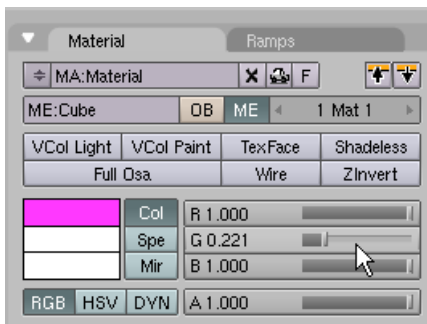 Material Ramps
MA:Material F
ME:Cube OB ME 1 Mat 1
VCol Light VCol Paint TexFace Shadeless
Full Osa Wire ZInvert
Col R 1.000
Spe G 0.221
Mir B 1.000
RGB HSV DYN A 1.000